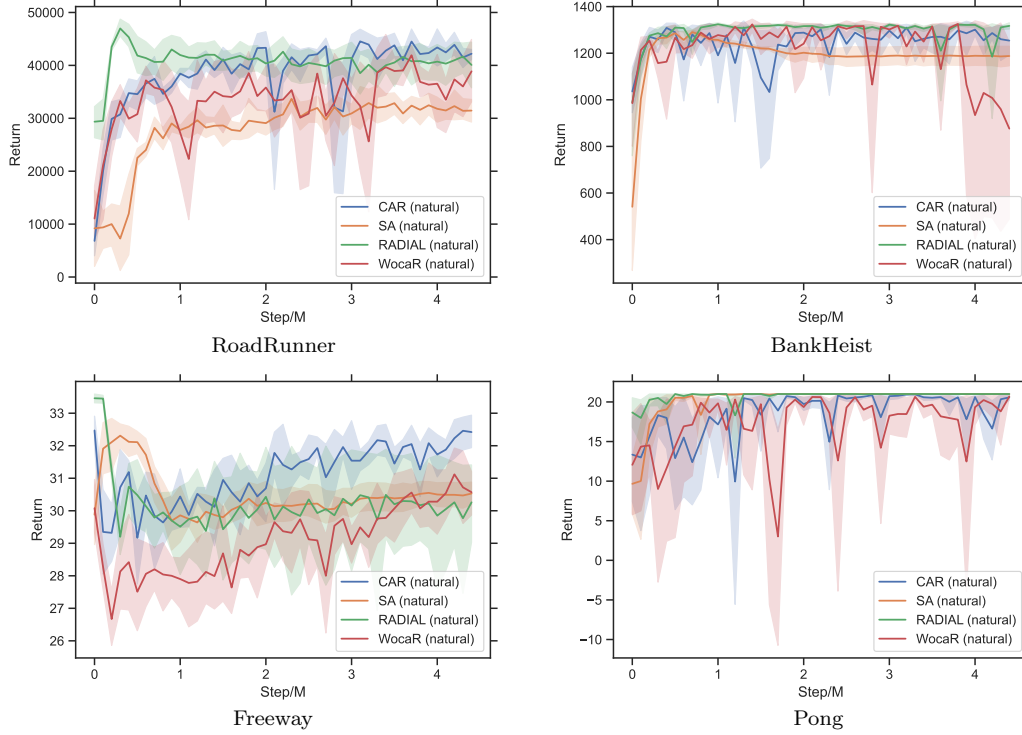 50000
40000
30000
20000
10000
0
Return
CAR (natural)
SA (natural)
RADIAL (natural)
WocaR (natural)
0 1 2 3 4
Step/M
RoadRunner
1400
1200
1000
800
600
400
Return
CAR (natural)
SA (natural)
RADIAL (natural)
WocaR (natural)
0 1 2 3 4
Step/M
BankHeist
33
32
31
30
29
28
27
26
Return
CAR (natural)
SA (natural)
RADIAL (natural)
WocaR (natural)
0 1 2 3 4
Step/M
Freeway
20
15
10
5
0
−5
−10
Return
CAR (natural)
SA (natural)
RADIAL (natural)
WocaR (natural)
0 1 2 3 4
Step/M
Pong